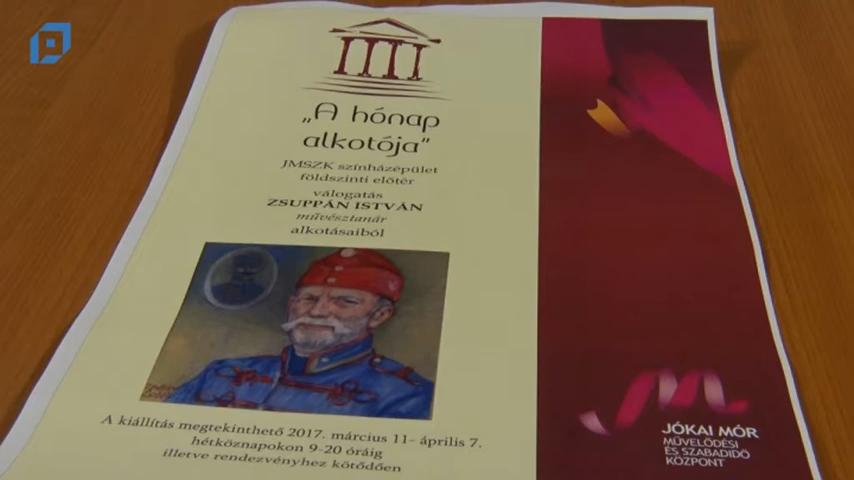 „A hónap
alkotója”
JMSZK színházépület
földszinti előtér
válogatás
ZSUPPÁN ISTVÁN
művésztanár
alkotásaiból
A kiállítás megtekinthető 2017. március 11- április 7.
hétköznapokon 9-20 óráig
illetve rendezvényhez kötődően
JÓKAI MÓR
MŰVELŐDÉSI
ÉS SZABADIDŐ
KÖZPONT